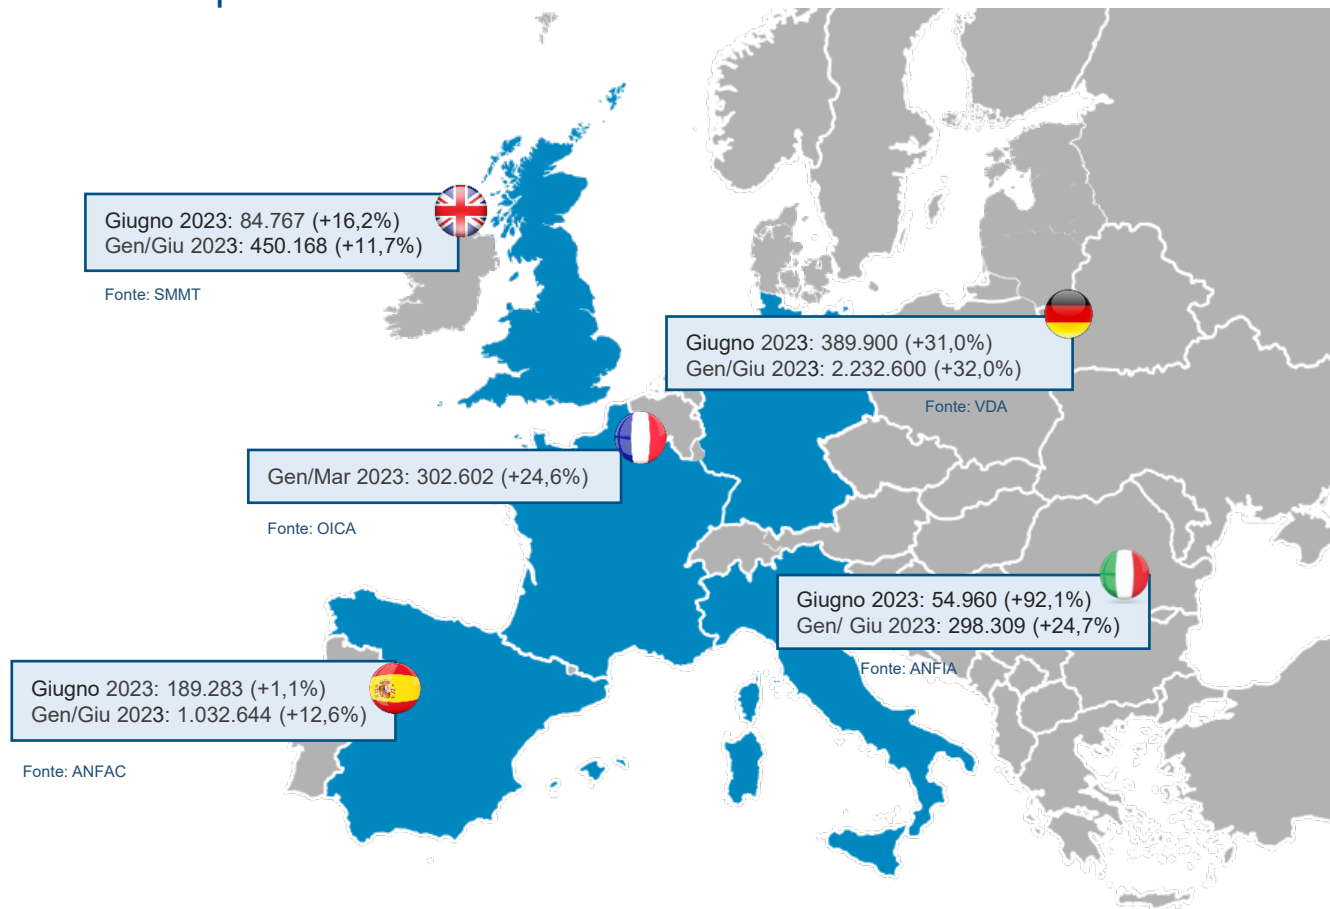 Giugno 2023: 84.767 (+16,2%)
Gen/Giu 2023: 450.168 (+11,7%)
Fonte: SMMT
Giugno 2023: 389.900 (+31,0%)
Gen/Giu 2023: 2.232.600 (+32,0%)
Fonte: VDA
Gen/Mar 2023: 302.602 (+24,6%)
Fonte: OICA
Giugno 2023: 54.960 (+92,1%)
Gen/ Giu 2023: 298.309 (+24,7%)
Fonte: ANFIA
Giugno 2023: 189.283 (+1,1%)
Gen/Giu 2023: 1.032.644 (+12,6%)
Fonte: ANFAC